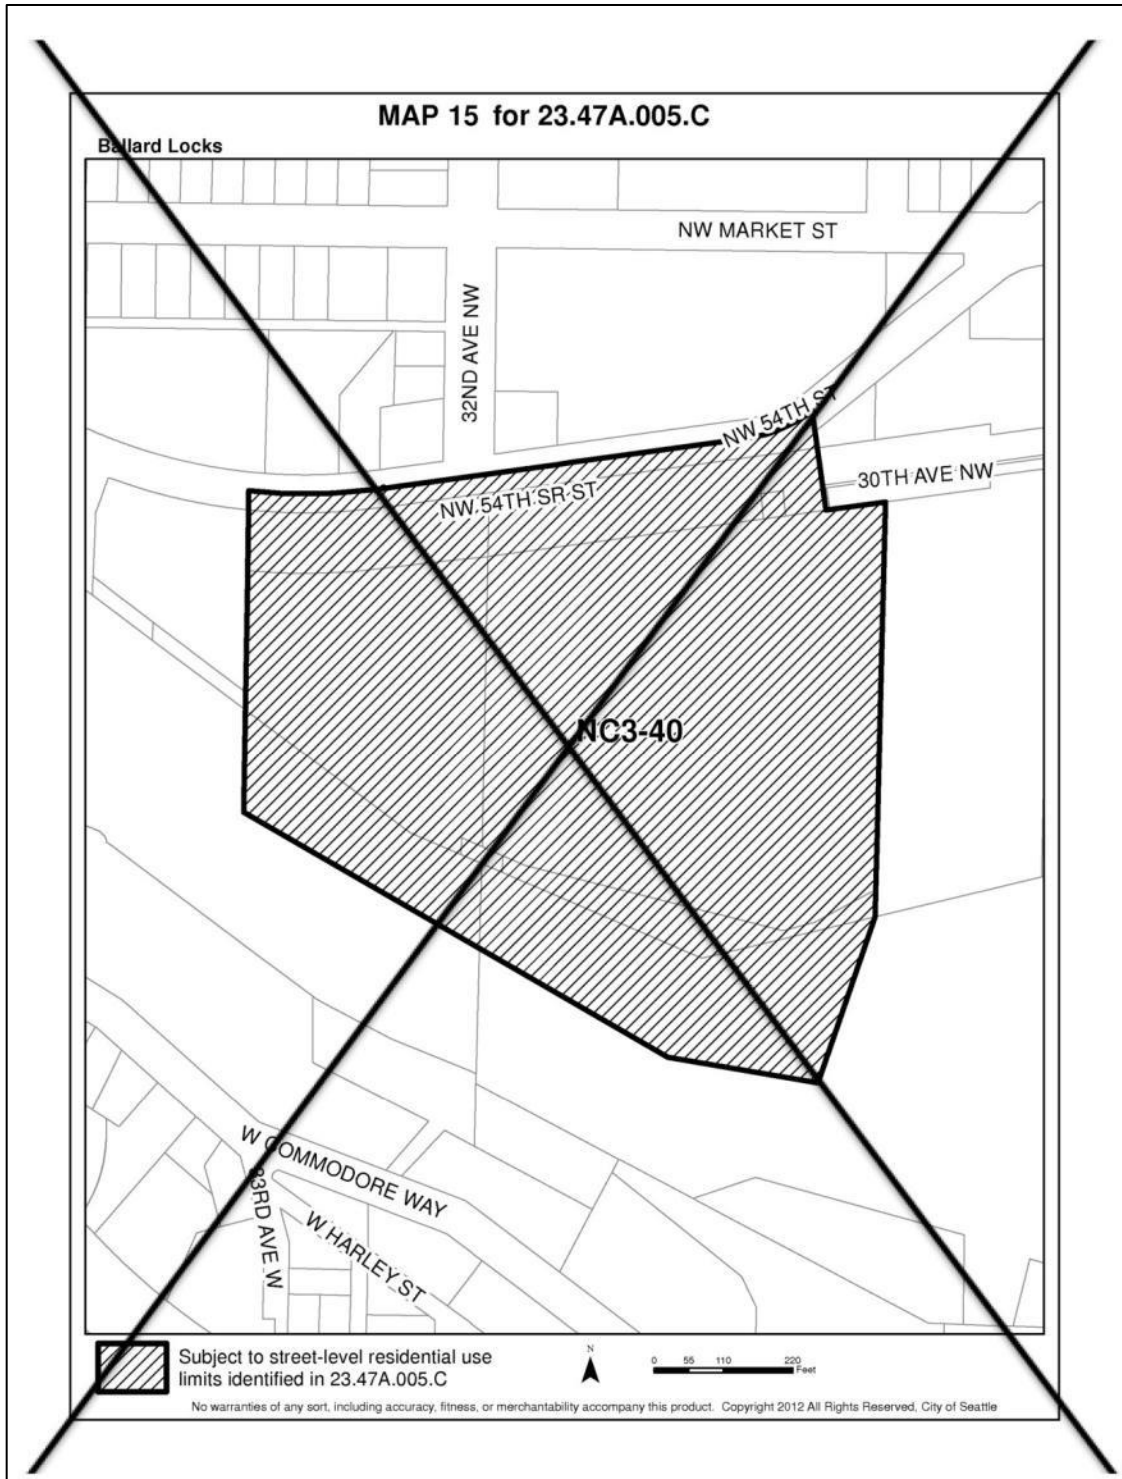 MAP 15 for 23.47A.005.C
Ballard Locks
NW MARKET ST
32ND AVE NW
NW 54TH ST
30TH AVE NW
NW 54TH SR ST
NC3-40
W COMMODORE WAY
33RD AVE W
W HARLEY ST
Subject to street-level residential use
limits identified in 23.47A.005.C
N
0 55 110 220
Feet
No warranties of any sort, including accuracy, fitness, or merchantability accompany this product. Copyright 2012 All Rights Reserved, City of Seattle